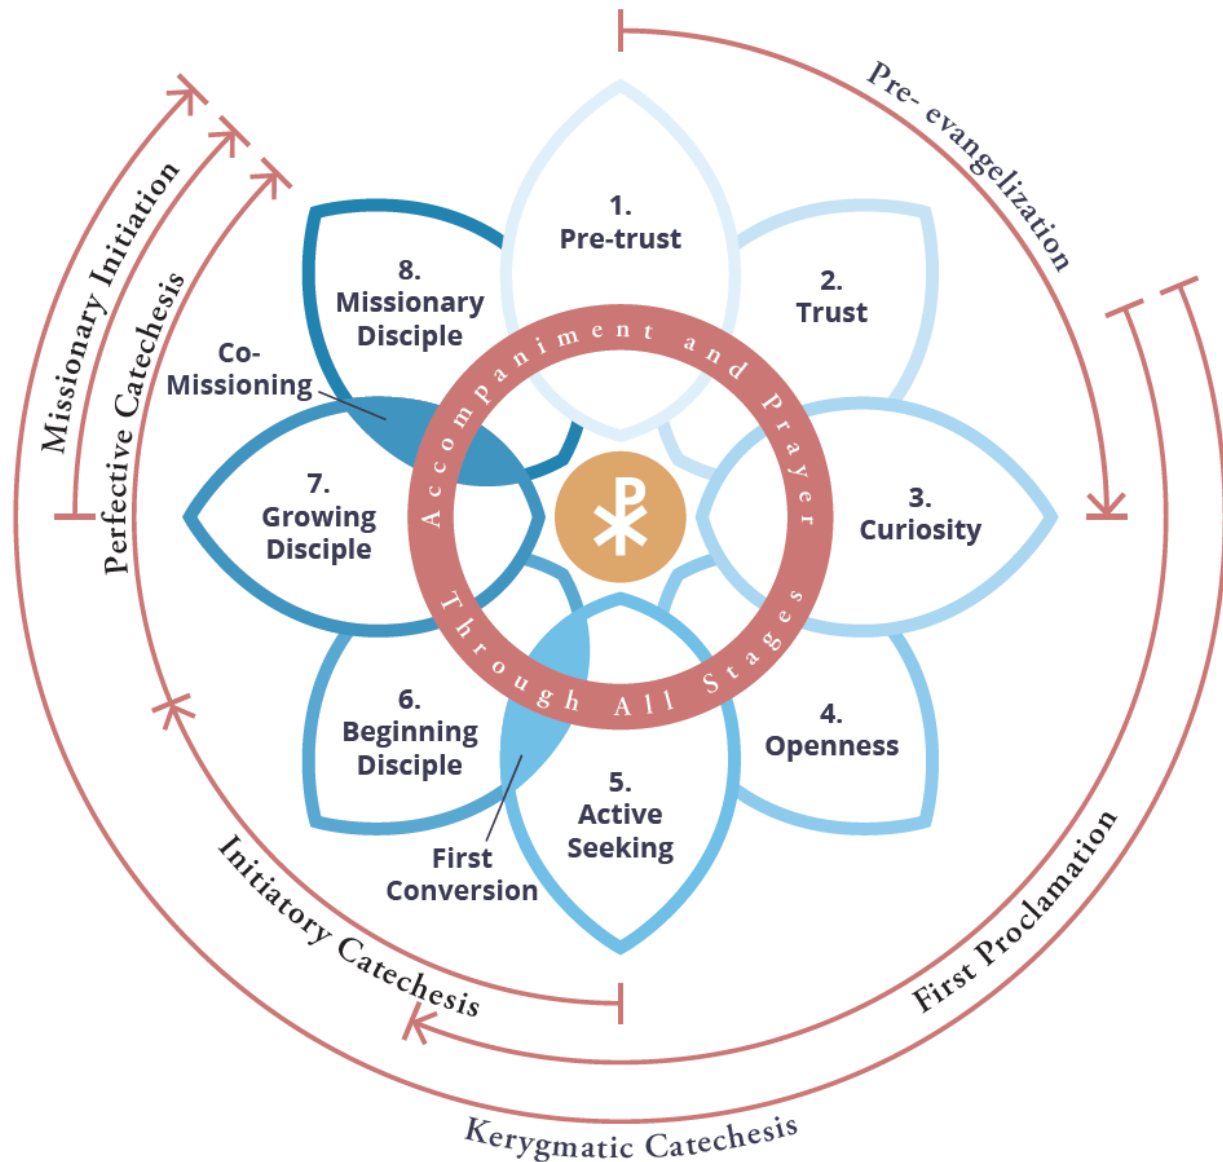 Pre- evangelization
1.
Pre-trust
2.
Trust
3.
Curiosity
4.
Openness
5.
Active
Seeking
First
Conversion
6.
Beginning
Disciple
7.
Growing
Disciple
Co-
Missioning
8.
Missionary
Disciple
Accompaniment and Prayer
Through All Stages
First Proclamation
Kerygmatic Catechesis
Initiatory Catechesis
Perfective Catechesis
Missionary Initiation